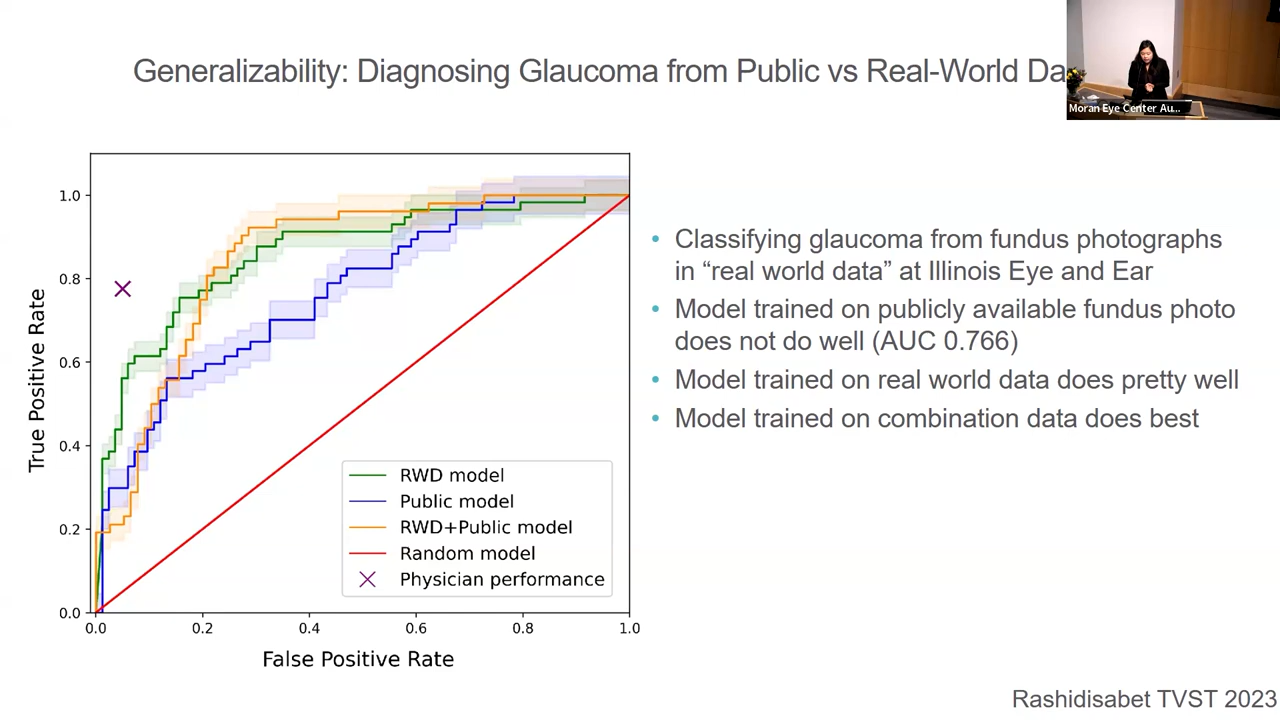 Generalizability: Diagnosing Glaucoma from Public vs Real-World Da
Moran Eye Center Au...
1.0
0.8
0.6
0.4
0.2
0.0
True Positive Rate
RWD model
Public model
RWD+Public model
Random model
Physician performance
0.0 0.2 0.4 0.6 0.8 1.0
False Positive Rate
• Classifying glaucoma from fundus photographs
in “real world data” at Illinois Eye and Ear
• Model trained on publicly available fundus photo
does not do well (AUC 0.766)
• Model trained on real world data does pretty well
• Model trained on combination data does best
Rashidisabet TVST 2023